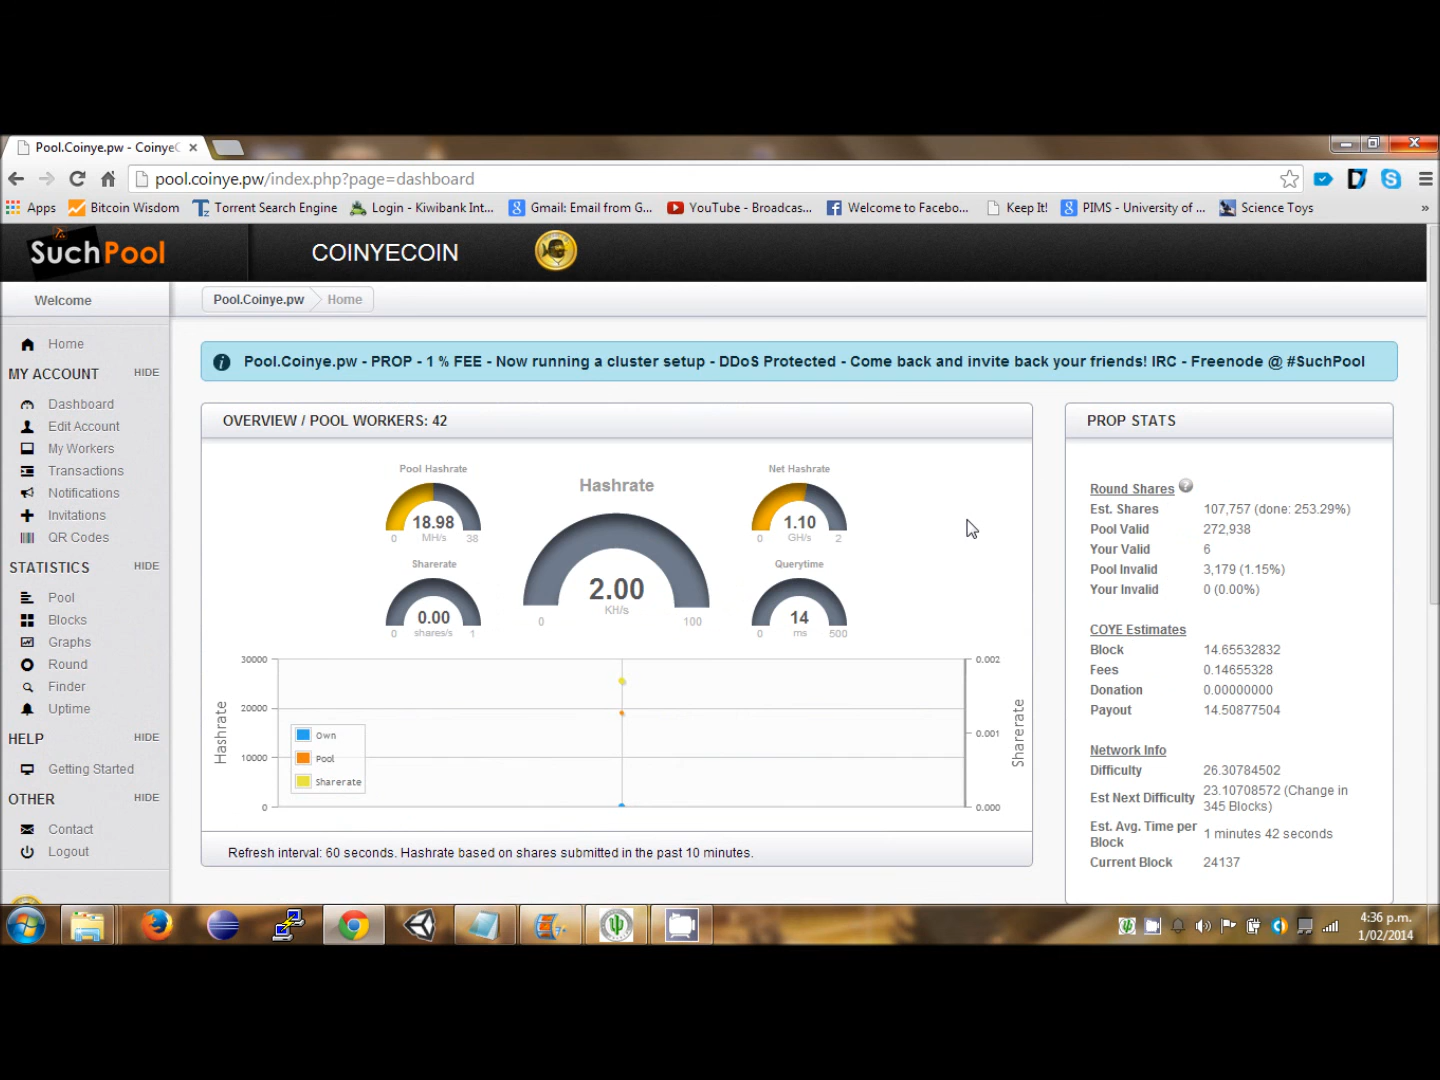 Pool.Coinye.pw - Coinye
pool.coinye.pw/index.php?page=dashboard
Apps Bitcoin Wisdom Torrent Search Engine Login - Kiwibank Int... Gmail: Email from G... YouTube - Broadcas... Welcome to Facebo... Keep It! PIMS - University of ... Science Toys »
SuchPool COINYECOIN
Welcome
Pool.Coinye.pw Home
Home
MY ACCOUNT HIDE
Dashboard
Edit Account
My Workers
Transactions
Notifications
Invitations
QR Codes
STATISTICS HIDE
Pool
Blocks
Graphs
Round
Finder
Uptime
HELP HIDE
Getting Started
OTHER HIDE
Contact
Logout
Pool.Coinye.pw - PROP - 1 % FEE - Now running a cluster setup - DDoS Protected - Come back and invite back your friends! IRC - Freenode @ #SuchPool
OVERVIEW / POOL WORKERS: 42
Pool Hashrate
18.98
0 MH/s 38
Hashrate
2.00
KH/s
0 100
Net Hashrate
1.10
0 GH/s 2
Sharerate
0.00
0 shares/s 1
Querytime
14
0 ms 500
Hashrate
30000
20000
10000
0
Own
Pool
Sharerate
0.002
0.001
0.000
Sharerate
Refresh interval: 60 seconds. Hashrate based on shares submitted in the past 10 minutes.
PROP STATS
Round Shares ?
Est. Shares 107,757 (done: 253.29%)
Pool Valid 272,938
Your Valid 6
Pool Invalid 3,179 (1.15%)
Your Invalid 0 (0.00%)
COYE Estimates
Block 14.65532832
Fees 0.14655328
Donation 0.00000000
Payout 14.50877504
Network Info
Difficulty 26.30784502
Est Next Difficulty 23.10708572 (Change in
345 Blocks)
Est. Avg. Time per
Block 1 minutes 42 seconds
Current Block 24137
4:36 p.m.
1/02/2014